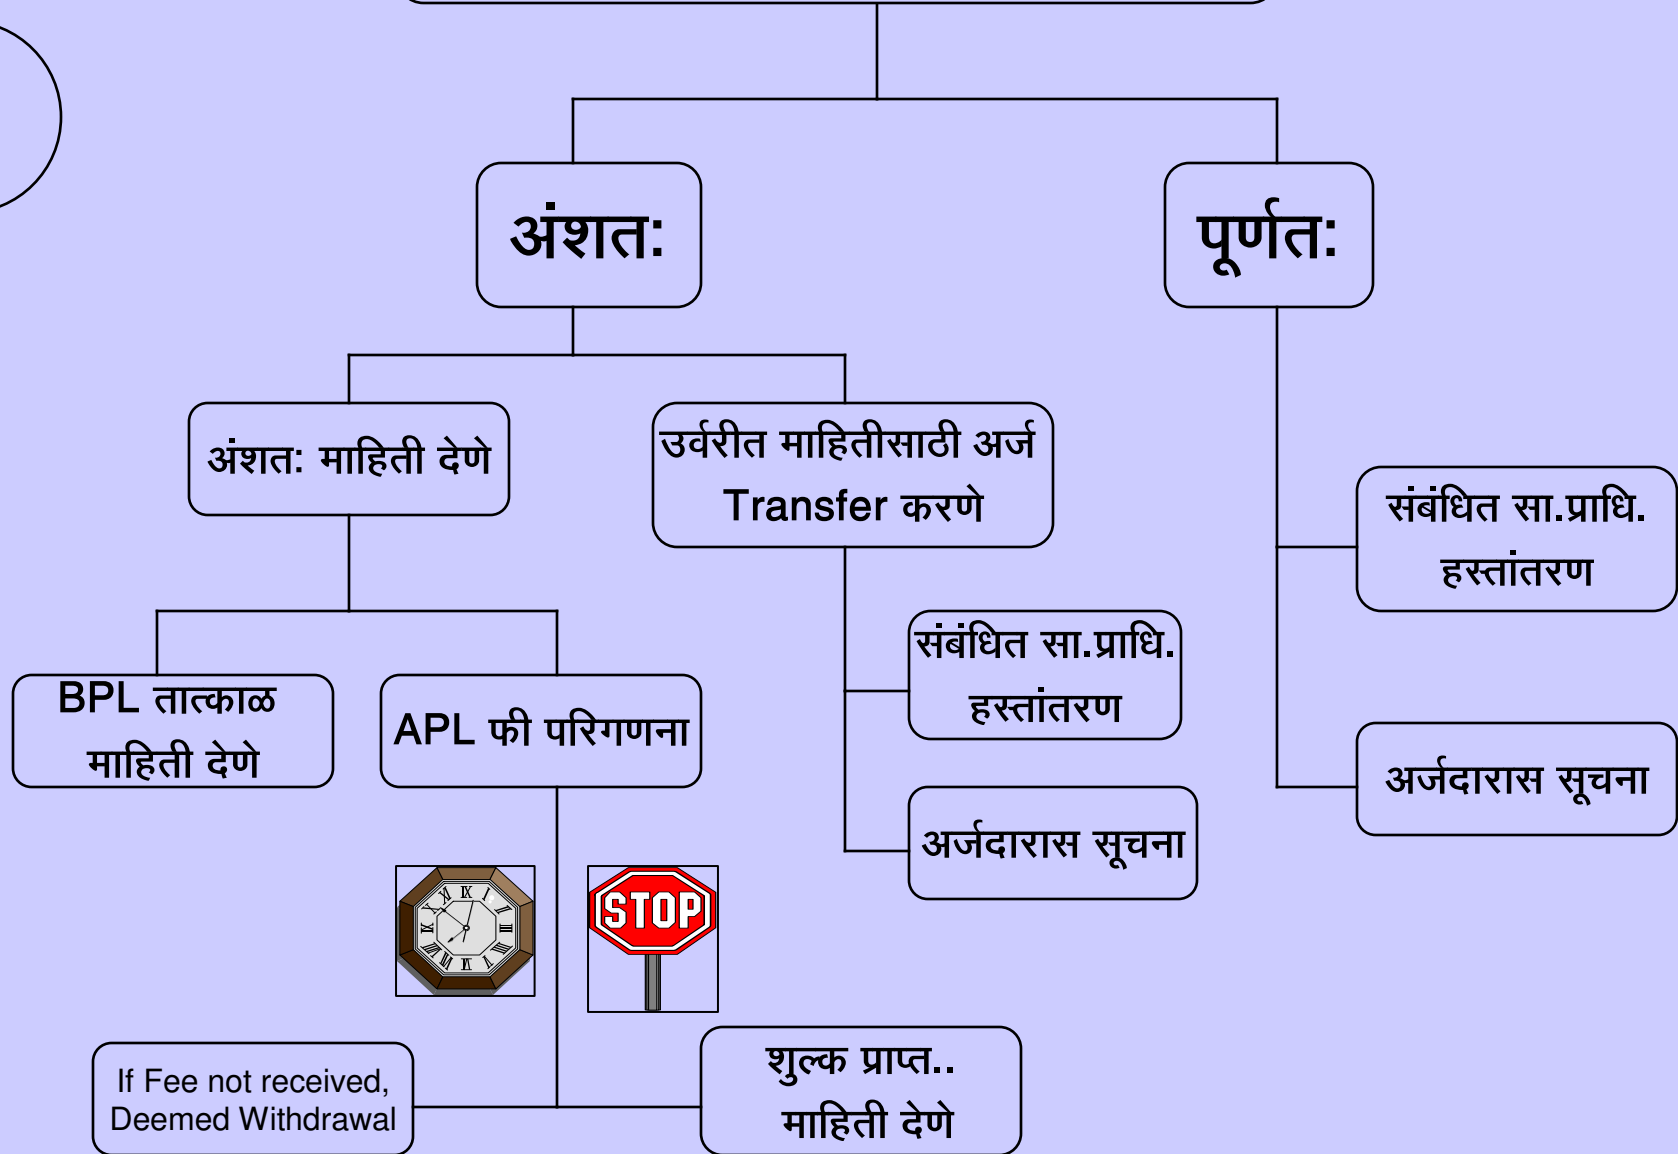 अंशत:
पूर्णत:
अंशत: माहिती देणे
उर्वरीत माहितीसाठी अर्ज
Transfer करणे
संबंधित सा.प्राधि.
हस्तांतरण
संबंधित सा.प्राधि.
हस्तांतरण
BPL तात्काळ
माहिती देणे
APL फी परिगणना
अर्जदारास सूचना
अर्जदारास सूचना
STOP
If Fee not received,
Deemed Withdrawal
शुल्क प्राप्त..
माहिती देणे